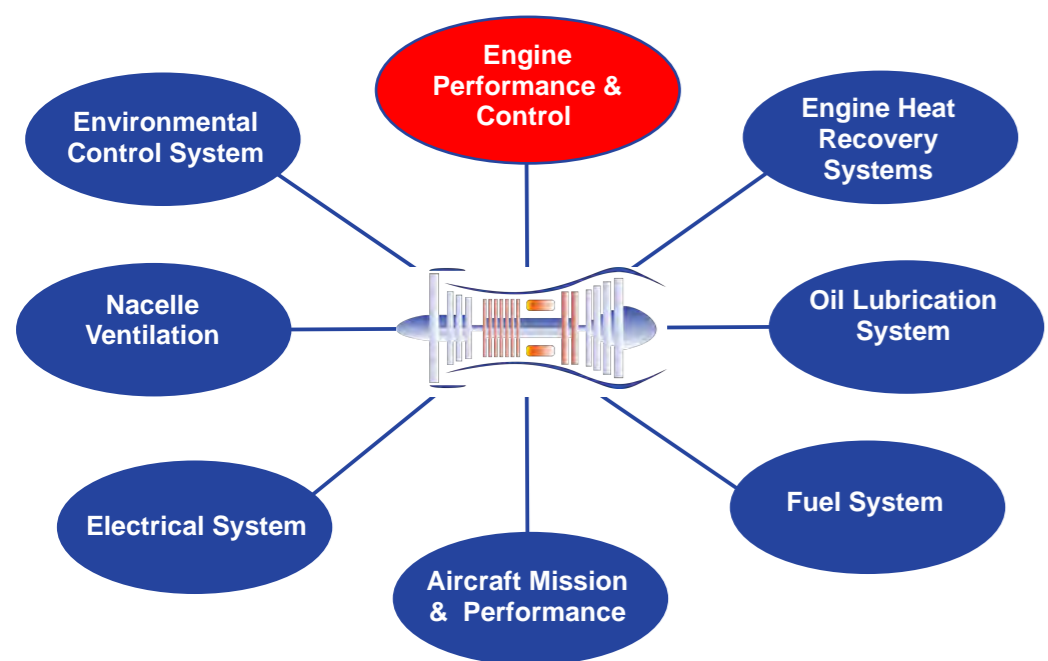 Engine
Performance &
Control
Environmental
Control System
Engine Heat
Recovery
Systems
Nacelle
Ventilation
Oil Lubrication
System
Electrical System
Fuel System
Aircraft Mission
& Performance